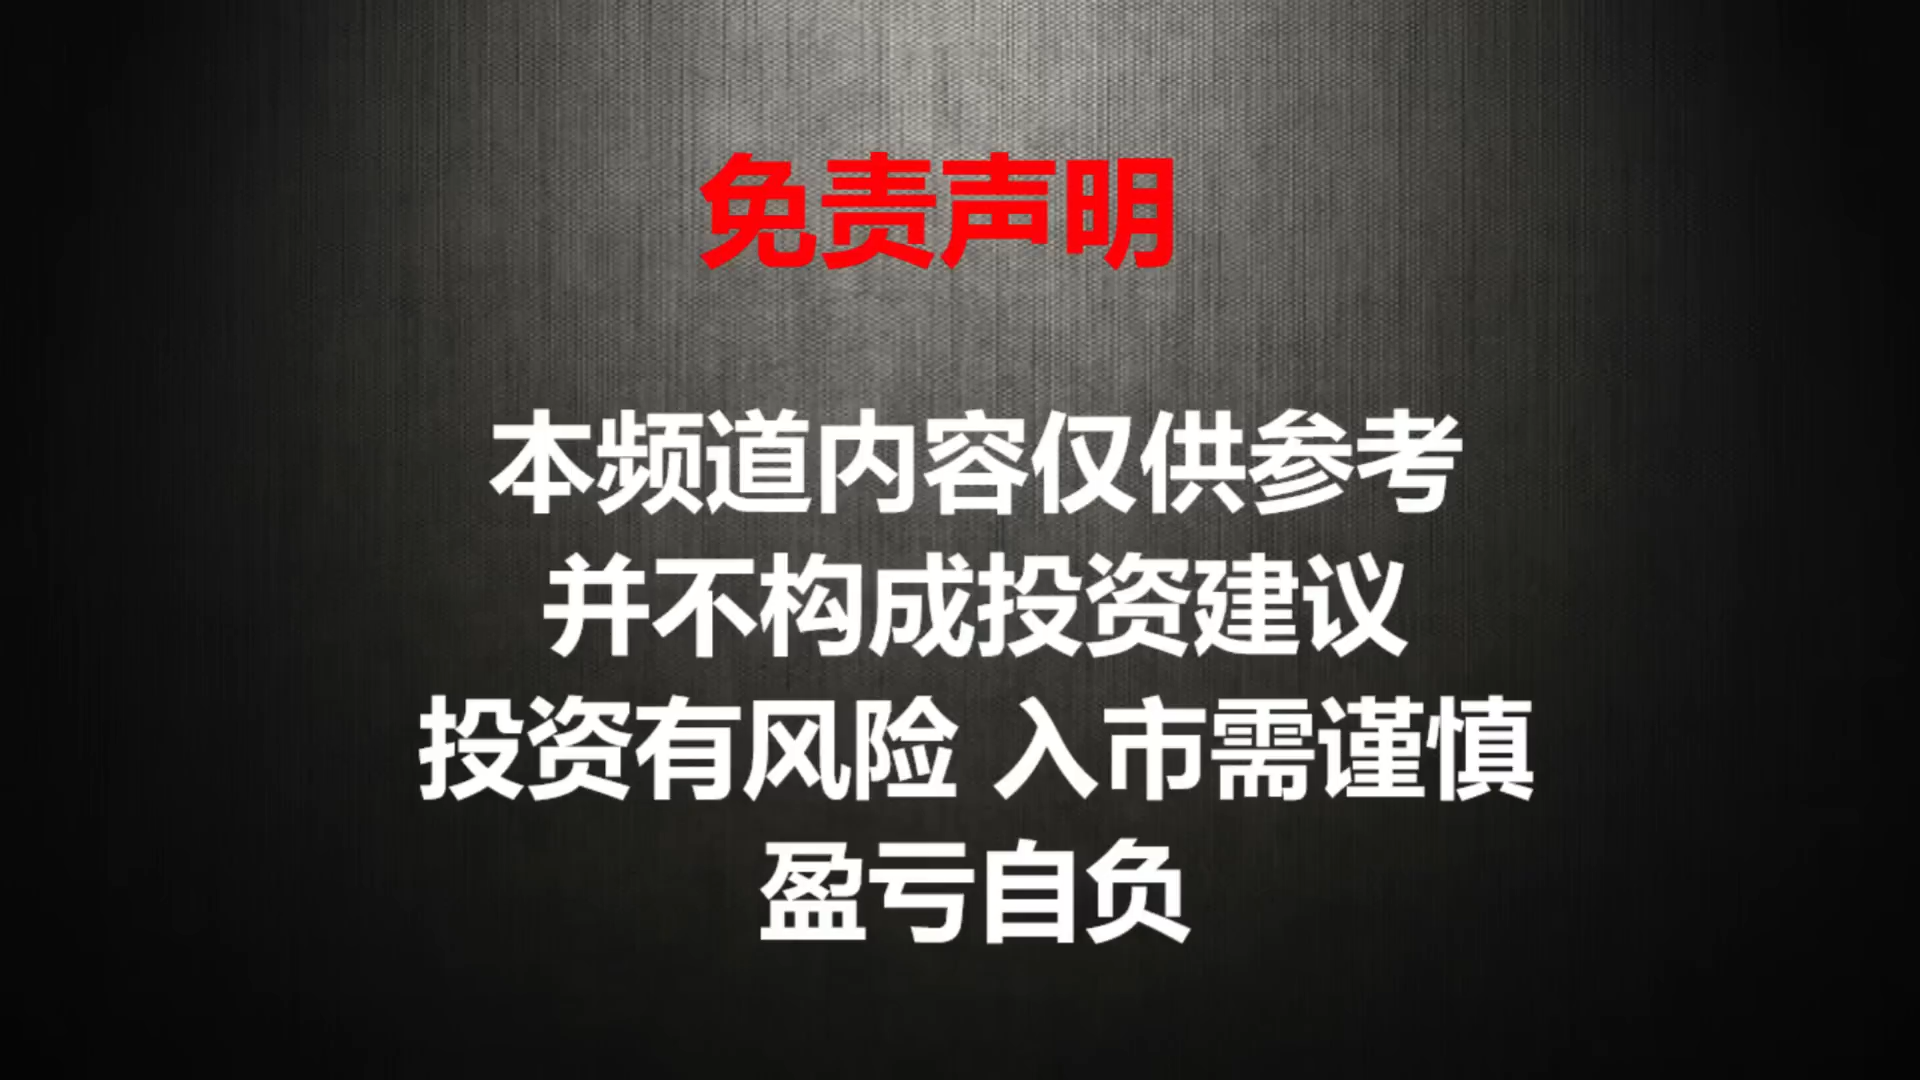 免责声明
本频道内容仅供参考
并不构成投资建议
投资有风险 入市需谨慎
盈亏自负